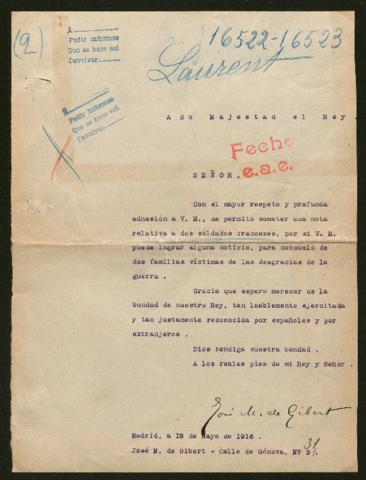 (2)
A
Pedir informes
Que se hace así
Devolver
16522-16523
Laurent
A
Pedir informes
Que se hace así
Devolver
A Su Majestad el Rey
Fecho
e.a.e.
SEÑOR.
Con el mayor respeto y profunda
adhesión a V. M., me permito someter una nota
relativa a dos soldados franceses, por si V. M.
puede lograr alguna noticia, para consuelo de
dos familias víctimas de las desgracias de la
guerra .
Gracia que espero merecer de la
bondad de nuestro Rey, tan loablemente ejercitada
y tan justamente reconocida por españoles y por
extranjeros .
Dios bendiga vuestra bondad .
A los reales pies de mi Rey y Señor .
José M. de Gibert
Madrid, a 18 de Mayo de 1916 .
José M. de Gibert - Calle de Génova, Nº 31.